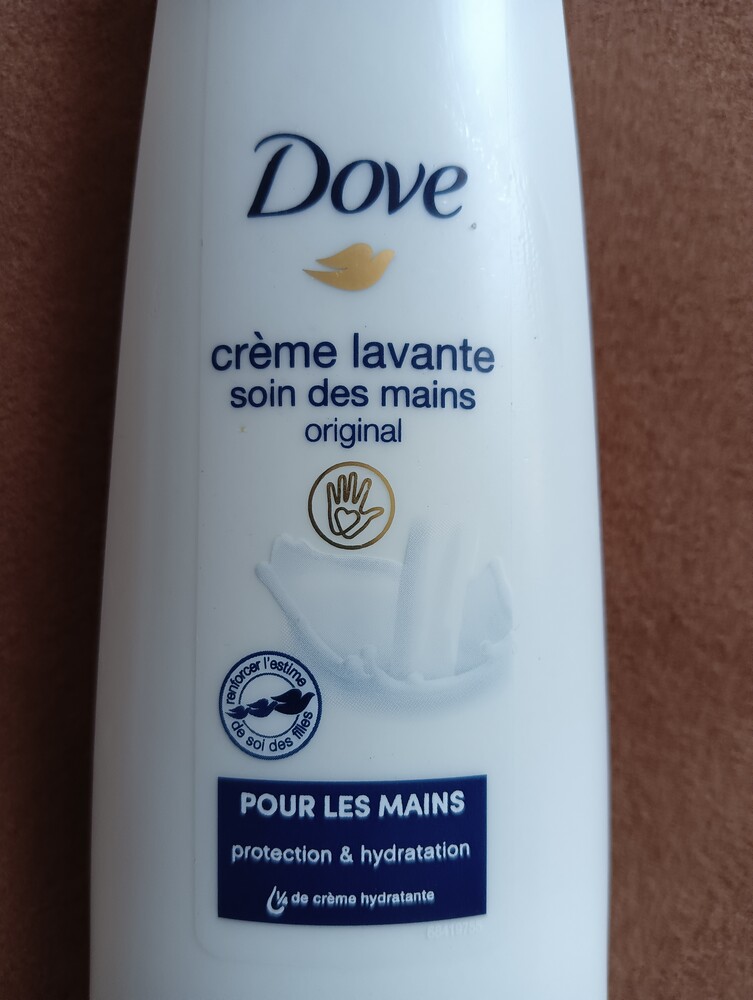 Dove
crème lavante
soin des mains
original
renforcer l'estime
de soi des filles
POUR LES MAINS
protection & hydratation
¼ de crème hydratante